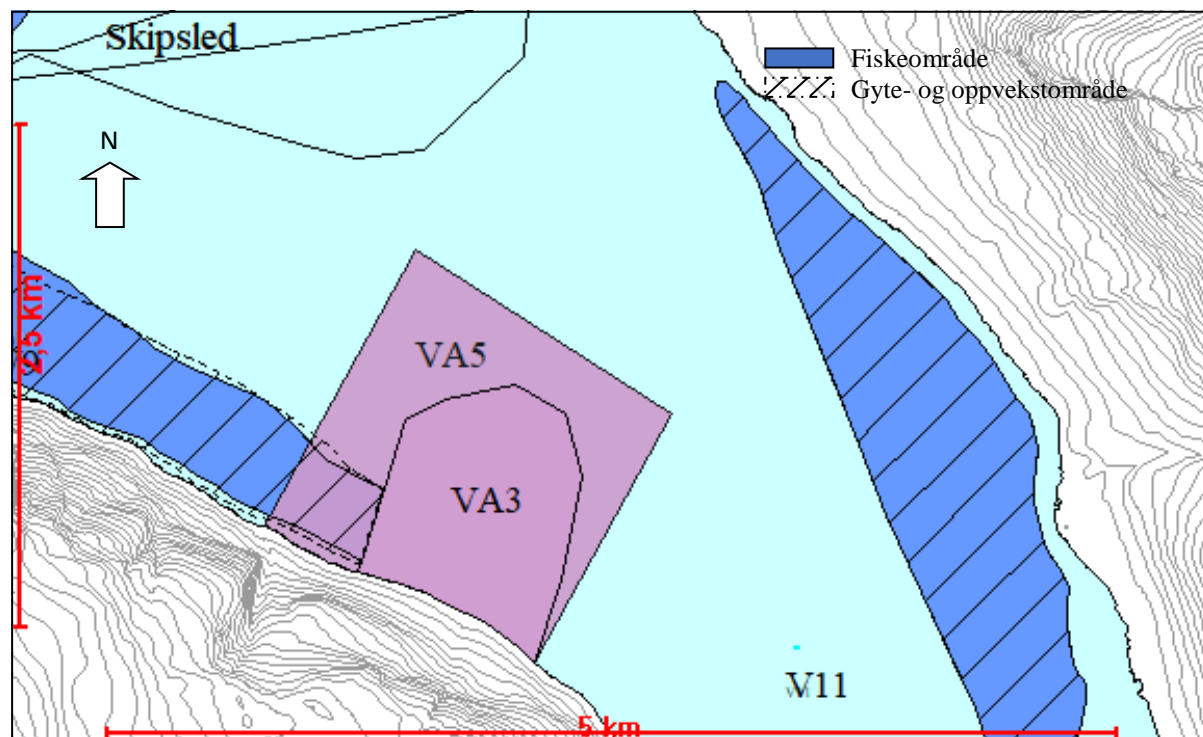 Skipsled
Fiskeområde
Gyte- og oppvekstområde
N
2,5 km
VA5
VA3
V11
5 km